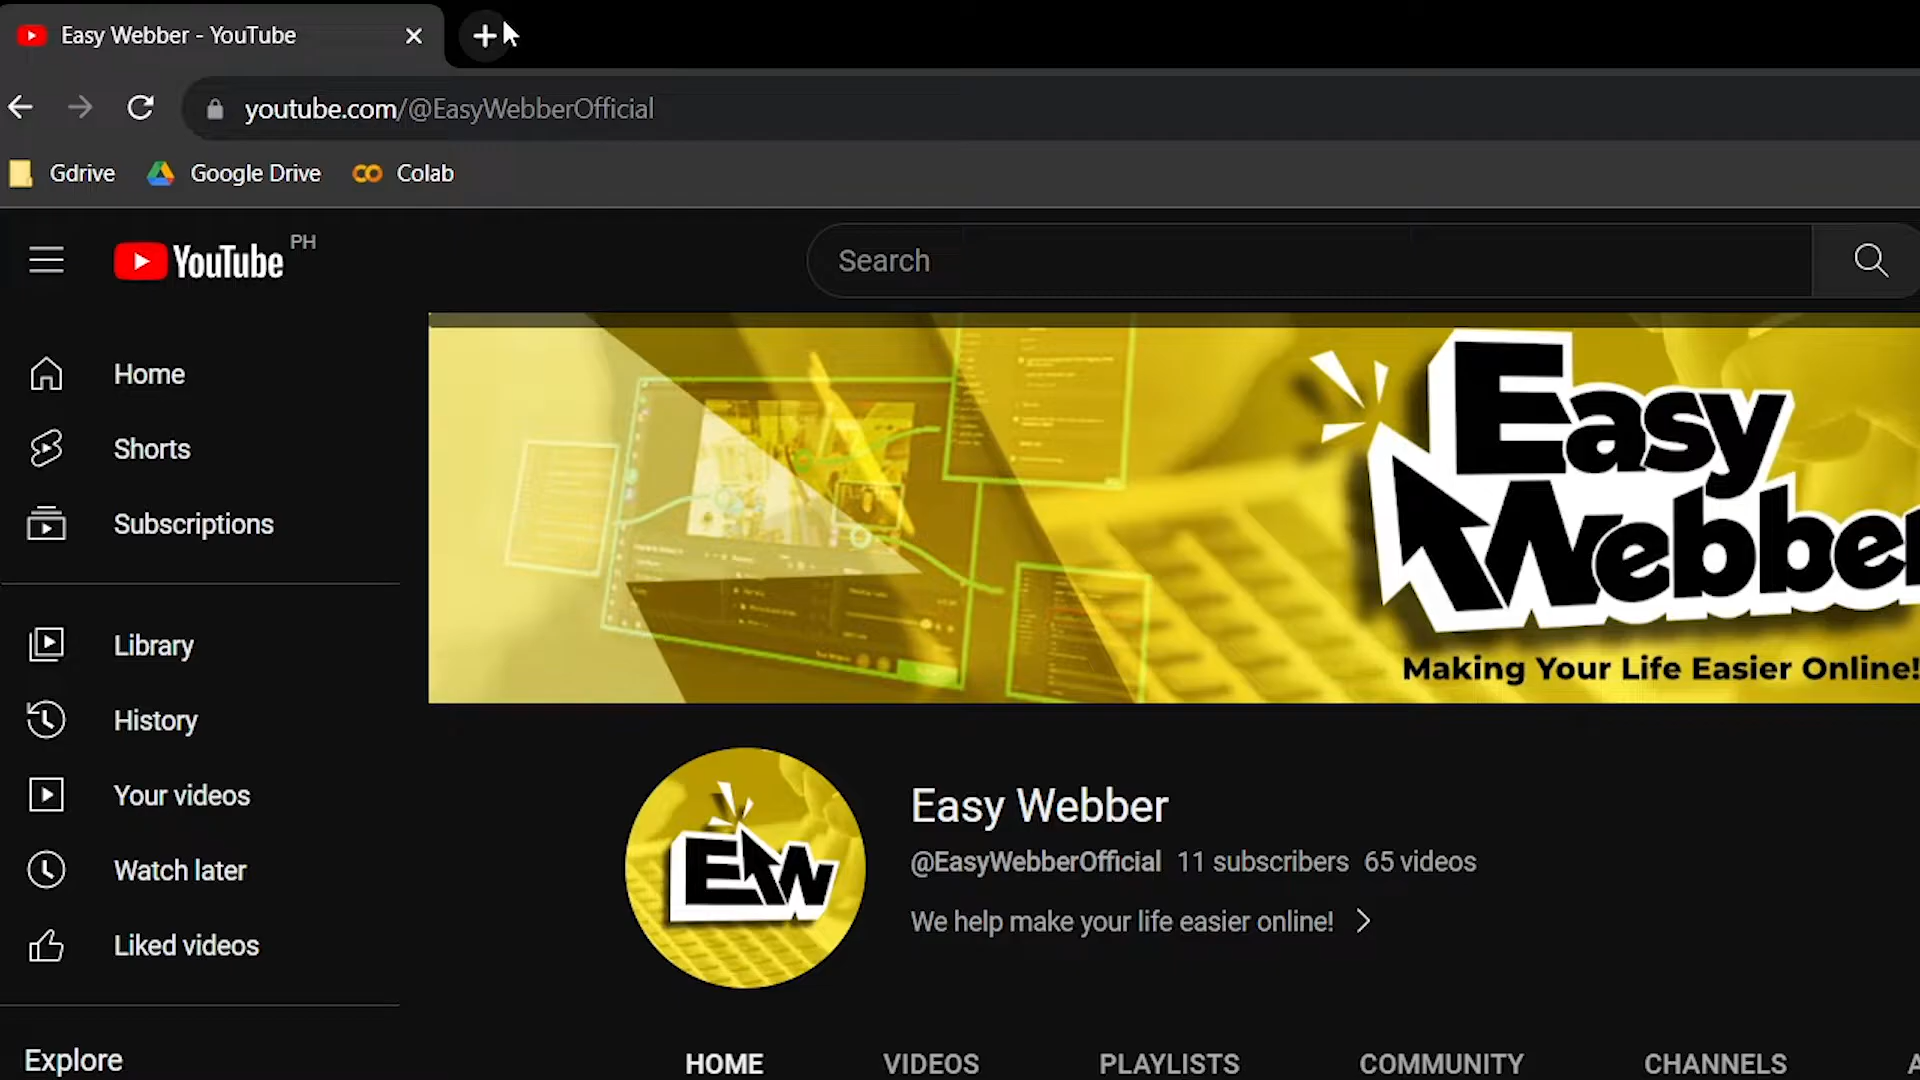 Easy Webber - YouTube
youtube.com/@EasyWebberOfficial
Gdrive Google Drive Colab
YouTube PH
Search
Home
Shorts
Subscriptions
Library
History
Your videos
Watch later
Liked videos
Explore
Easy
Webber
Making Your Life Easier Online!
EW
Easy Webber
@EasyWebberOfficial 11 subscribers 65 videos
We help make your life easier online!
HOME VIDEOS PLAYLISTS COMMUNITY CHANNELS